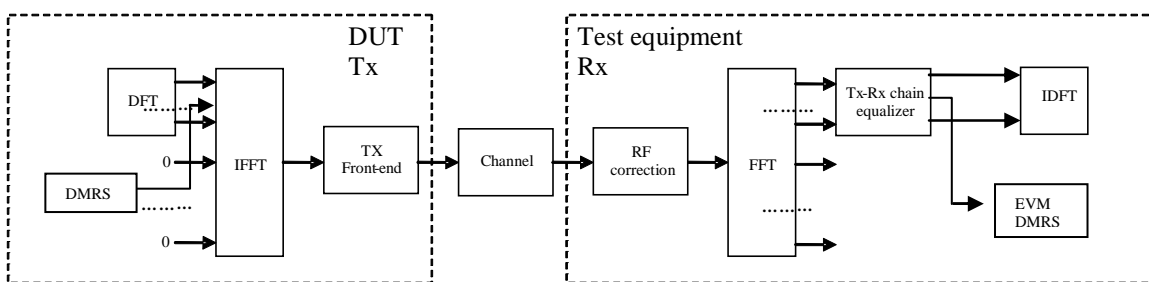 DUT
Tx
Test equipment
Rx
DFT
………
0
DMRS
………
0
IFFT
TX
Front-end
Channel
RF
correction
FFT
………
………
Tx-Rx chain
equalizer
IDFT
EVM
DMRS